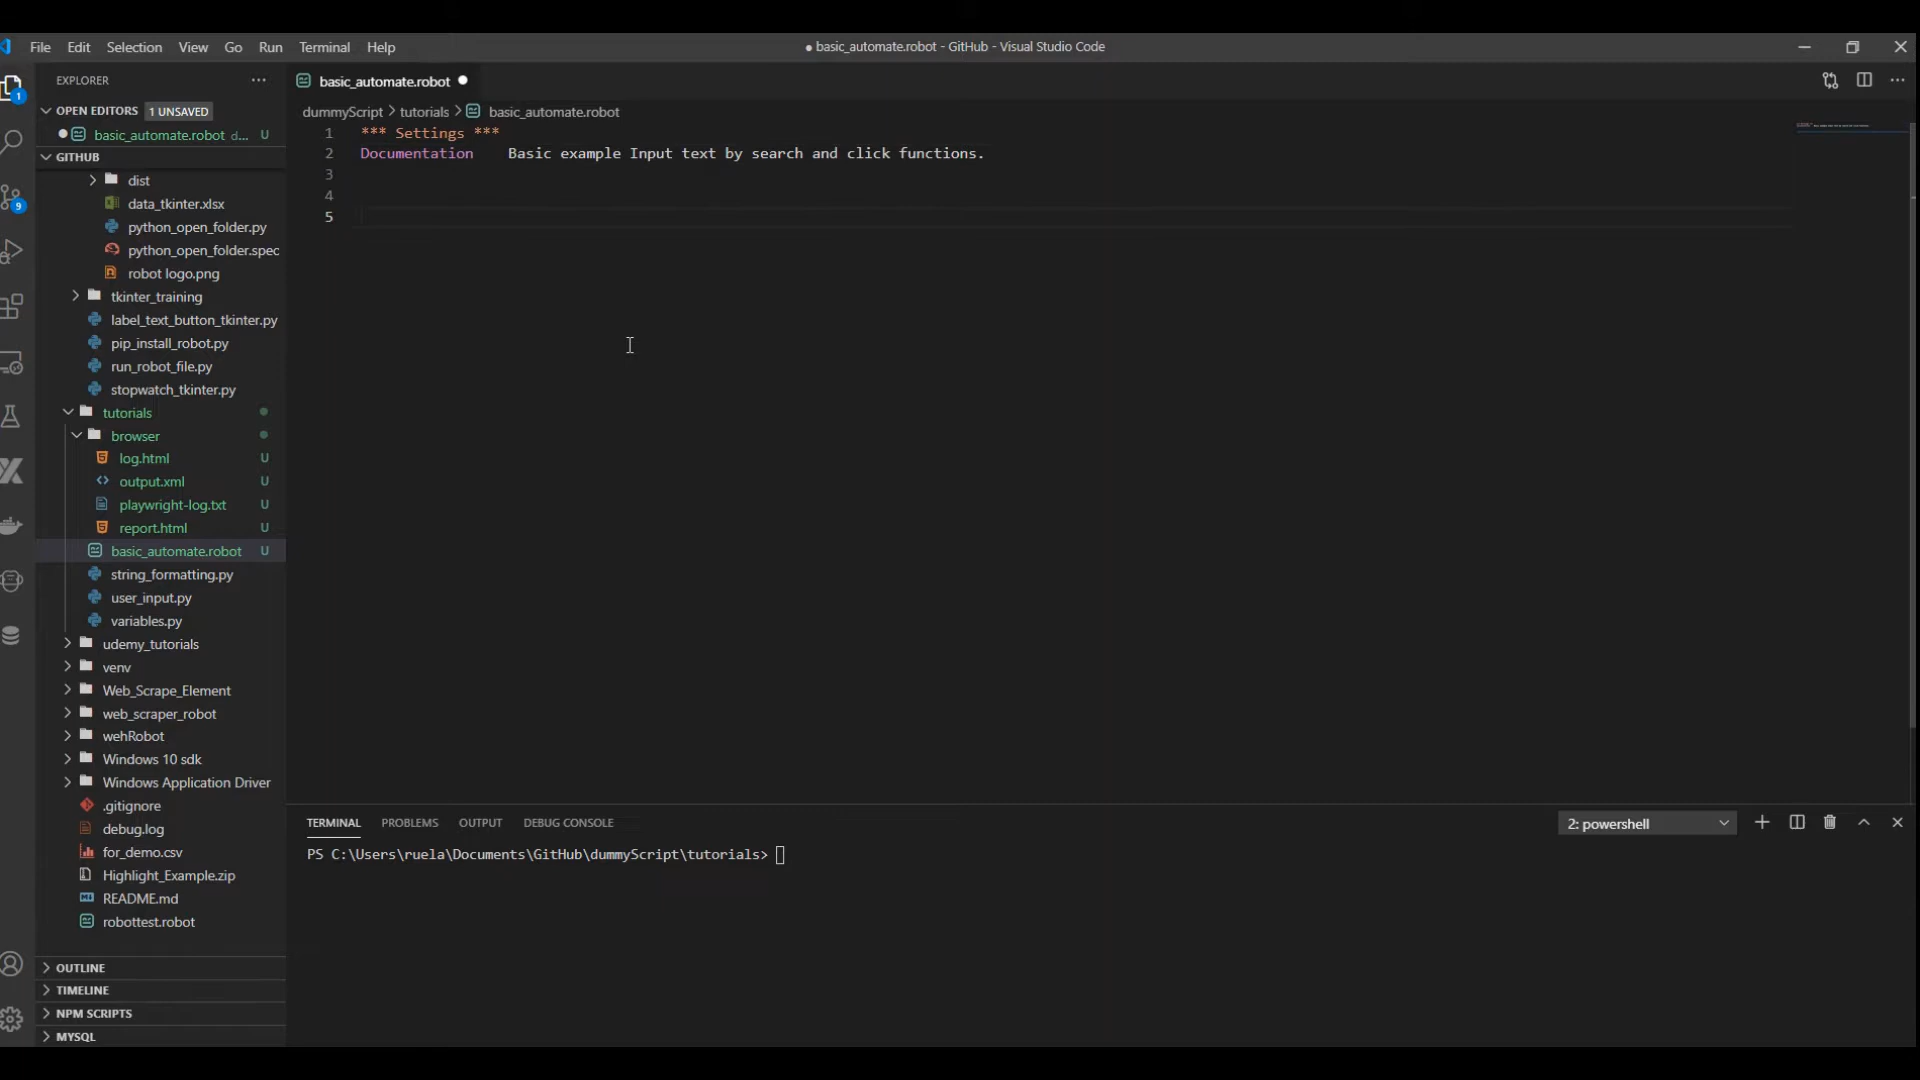 File Edit Selection View Go Run Terminal Help
● basic_automate.robot - GitHub - Visual Studio Code
EXPLORER
OPEN EDITORS 1 UNSAVED
basic_automate.robot d... U
GITHUB
dist
data_tkinter.xlsx
python_open_folder.py
python_open_folder.spec
robot logo.png
tkinter_training
label_text_button_tkinter.py
pip_install_robot.py
run_robot_file.py
stopwatch_tkinter.py
tutorials
browser
log.html U
output.xml U
playwright-log.txt U
report.html U
basic_automate.robot U
string_formatting.py
user_input.py
variables.py
udemy_tutorials
venv
Web_Scrape_Element
web_scraper_robot
wehRobot
Windows 10 sdk
Windows Application Driver
.gitignore
debug.log
for_demo.csv
Highlight_Example.zip
README.md
robottest.robot
OUTLINE
TIMELINE
NPM SCRIPTS
MYSQL
1
9
basic_automate.robot
dummyScript > tutorials > basic_automate.robot
1 *** Settings ***
2 Documentation    Basic example Input text by search and click functions.
3
4
5
TERMINAL PROBLEMS OUTPUT DEBUG CONSOLE
2: powershell
PS C:\Users\ruela\Documents\GitHub\dummyScript\tutorials>